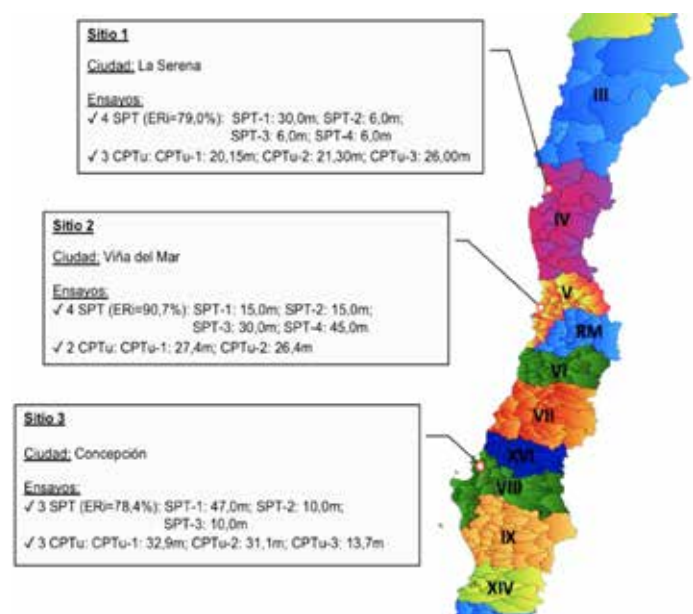 Sitio 1
Ciudad: La Serena
Ensayos:
✓ 4 SPT (ERi=79,0%): SPT-1: 30,0m; SPT-2: 6,0m;
SPT-3: 6,0m; SPT-4: 6,0m
✓ 3 CPTu: CPTu-1: 20,15m; CPTu-2: 21,30m; CPTu-3: 26,00m
Sitio 2
Ciudad: Viña del Mar
Ensayos:
✓ 4 SPT (ERi=90,7%): SPT-1: 15,0m; SPT-2: 15,0m;
SPT-3: 30,0m; SPT-4: 45,0m
✓ 2 CPTu: CPTu-1: 27,4m; CPTu-2: 26,4m
Sitio 3
Ciudad: Concepción
Ensayos:
✓ 3 SPT (ERi=78,4%): SPT-1: 47,0m; SPT-2: 10,0m;
SPT-3: 10,0m
✓ 3 CPTu: CPTu-1: 32,9m; CPTu-2: 31,1m; CPTu-3: 13,7m
III
IV
V
RM
VI
VII
XVI
VIII
IX
XIV